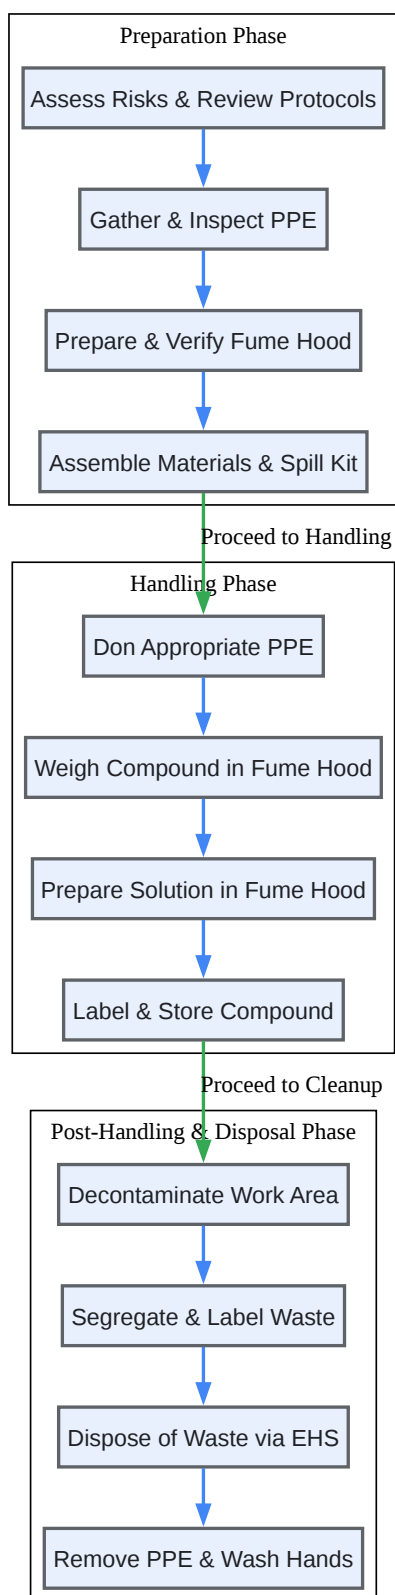 Preparation Phase
Assess Risks & Review Protocols
Gather & Inspect PPE
Prepare & Verify Fume Hood
Assemble Materials & Spill Kit
Proceed to Handling
Handling Phase
Don Appropriate PPE
Weigh Compound in Fume Hood
Prepare Solution in Fume Hood
Label & Store Compound
Proceed to Cleanup
Post-Handling & Disposal Phase
Decontaminate Work Area
Segregate & Label Waste
Dispose of Waste via EHS
Remove PPE & Wash Hands